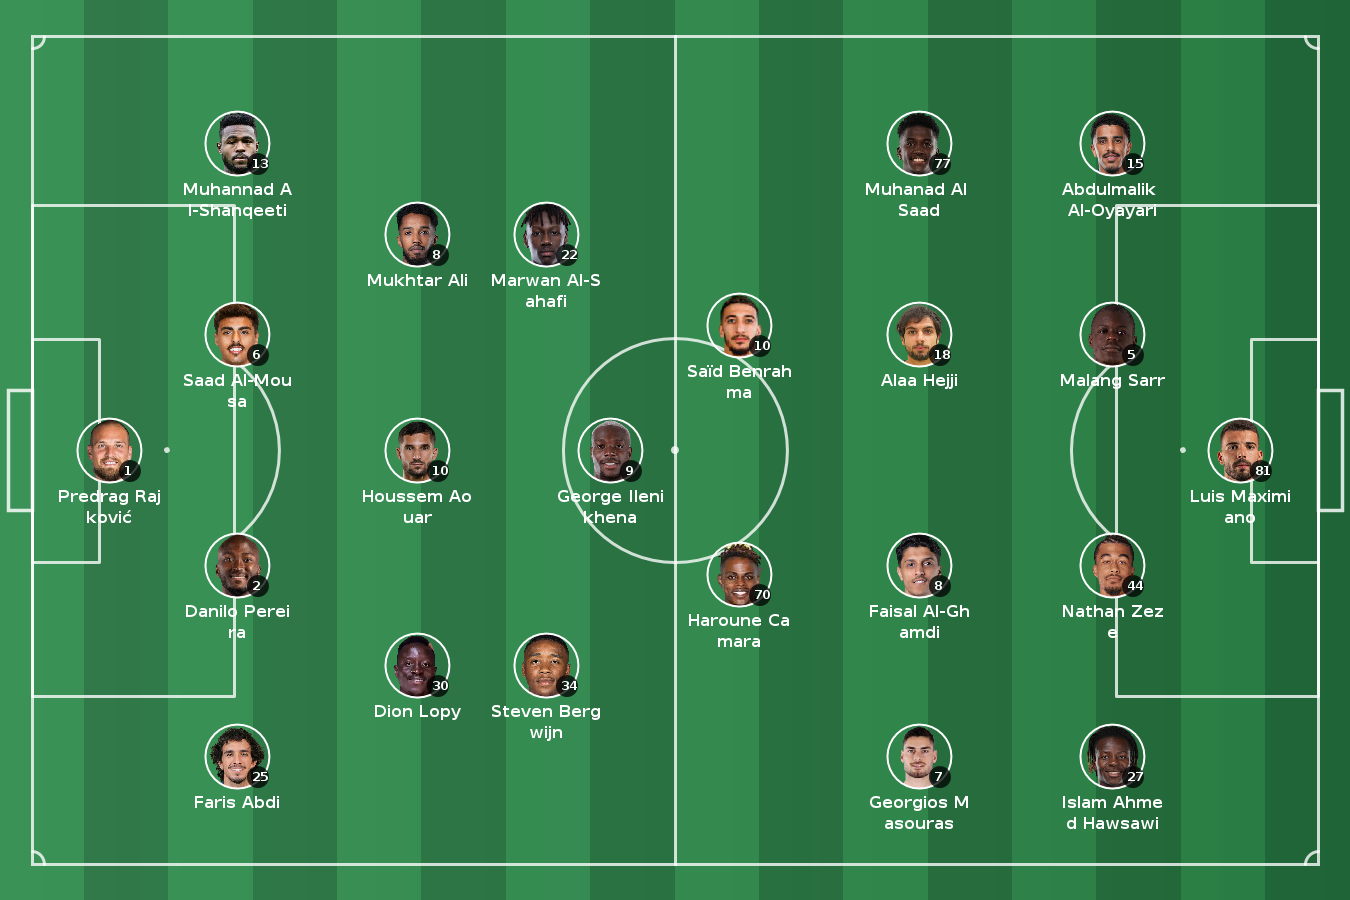 13
Muhannad A
l-Shanqeeti
77
Muhanad Al
Saad
15
Abdulmalik
Al-Oyayari
8
Mukhtar Ali
22
Marwan Al-S
ahafi
6
Saad Al-Mou
sa
10
Saïd Benrah
ma
18
Alaa Hejji
5
Malang Sarr
1
Predrag Raj
ković
10
Houssem Ao
uar
9
George Ileni
khena
81
Luis Maximi
ano
2
Danilo Perei
ra
70
Haroune Ca
mara
8
Faisal Al-Gh
amdi
44
Nathan Zez
e
30
Dion Lopy
34
Steven Berg
wijn
25
Faris Abdi
7
Georgios M
asouras
27
Islam Ahme
d Hawsawi